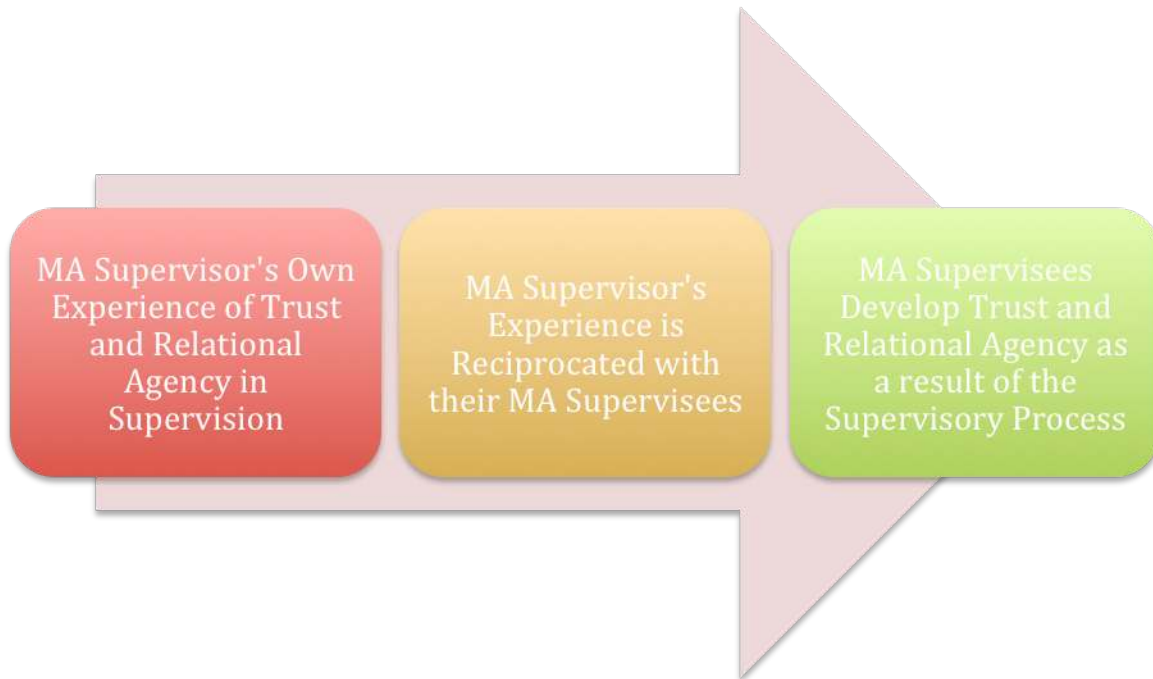 MA Supervisor's Own
Experience of Trust
and Relational
Agency in
Supervision
MA Supervisor's
Experience is
Reciprocated with
their MA Supervisees
MA Supervisees
Develop Trust and
Relational Agency as
a result of the
Supervisory Process